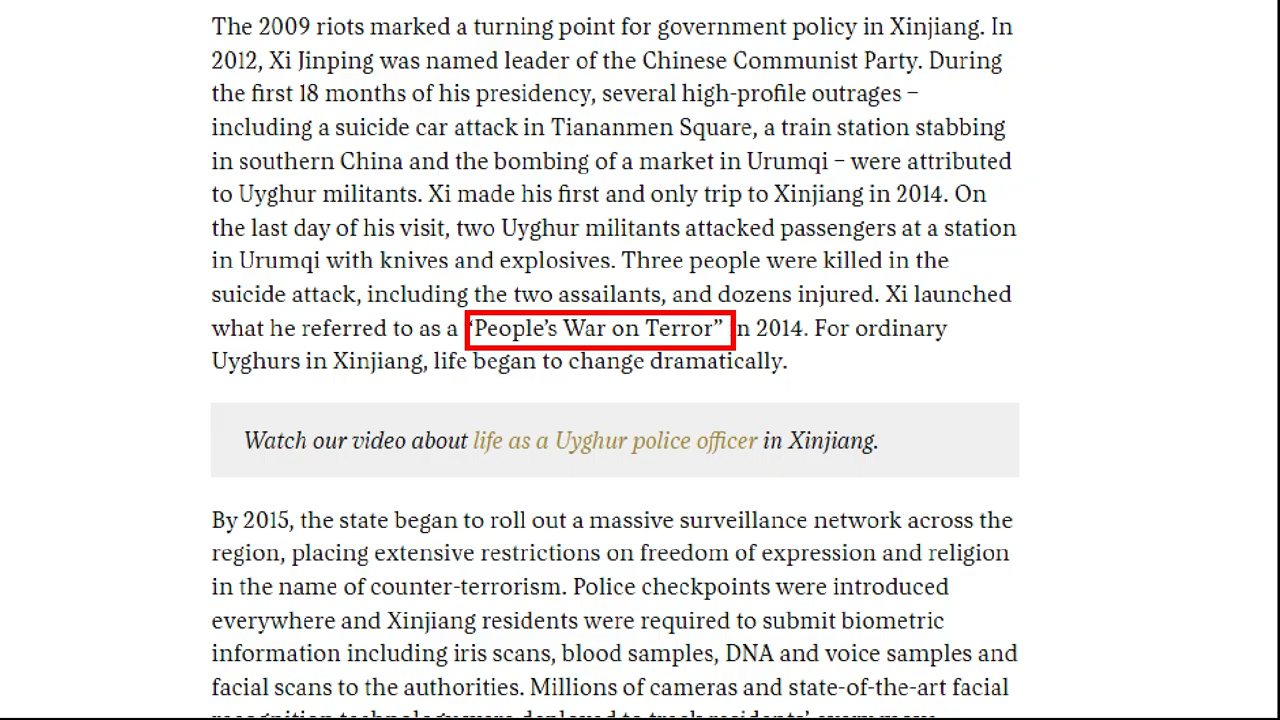 The 2009 riots marked a turning point for government policy in Xinjiang. In
2012, Xi Jinping was named leader of the Chinese Communist Party. During
the first 18 months of his presidency, several high-profile outrages –
including a suicide car attack in Tiananmen Square, a train station stabbing
in southern China and the bombing of a market in Urumqi – were attributed
to Uyghur militants. Xi made his first and only trip to Xinjiang in 2014. On
the last day of his visit, two Uyghur militants attacked passengers at a station
in Urumqi with knives and explosives. Three people were killed in the
suicide attack, including the two assailants, and dozens injured. Xi launched
what he referred to as a “People’s War on Terror” in 2014. For ordinary
Uyghurs in Xinjiang, life began to change dramatically.
Watch our video about life as a Uyghur police officer in Xinjiang.
By 2015, the state began to roll out a massive surveillance network across the
region, placing extensive restrictions on freedom of expression and religion
in the name of counter-terrorism. Police checkpoints were introduced
everywhere and Xinjiang residents were required to submit biometric
information including iris scans, blood samples, DNA and voice samples and
facial scans to the authorities. Millions of cameras and state-of-the-art facial
recognition technology were deployed to track residents’ every move